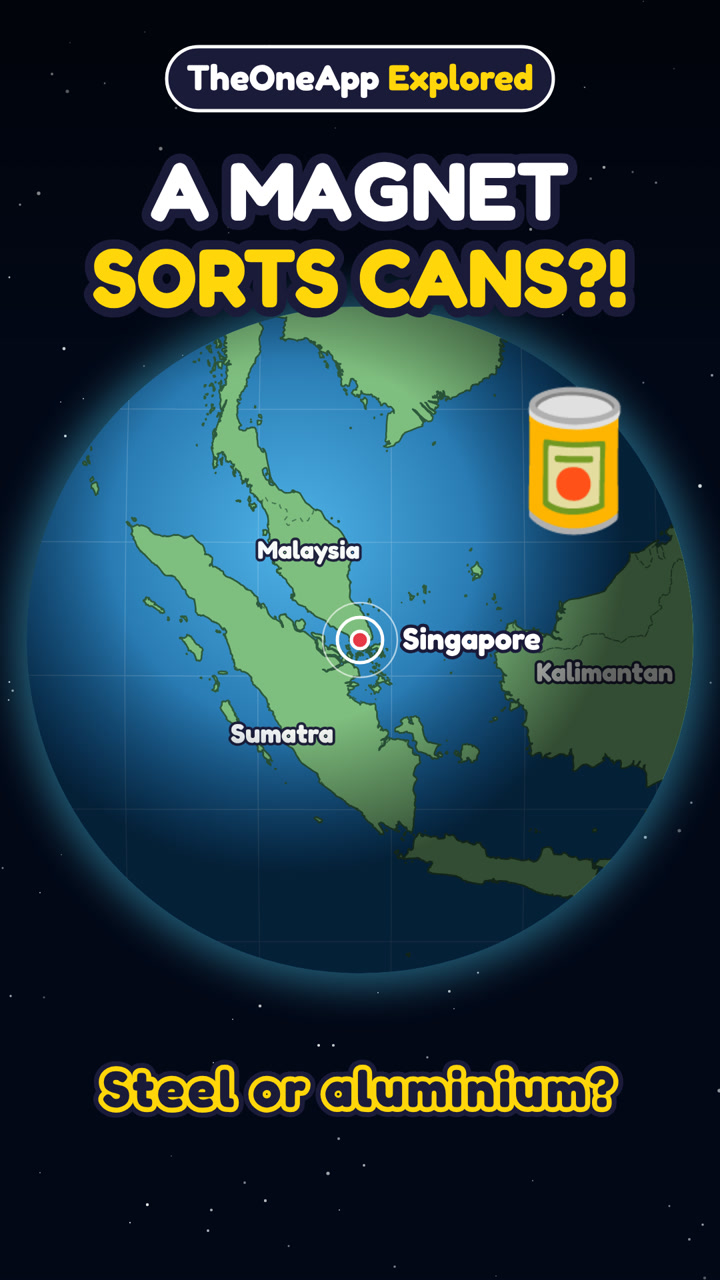 TheOneApp Explored
A MAGNET
SORTS CANS?!
Malaysia
Singapore
Kalimantan
Sumatra
Steel or aluminium?